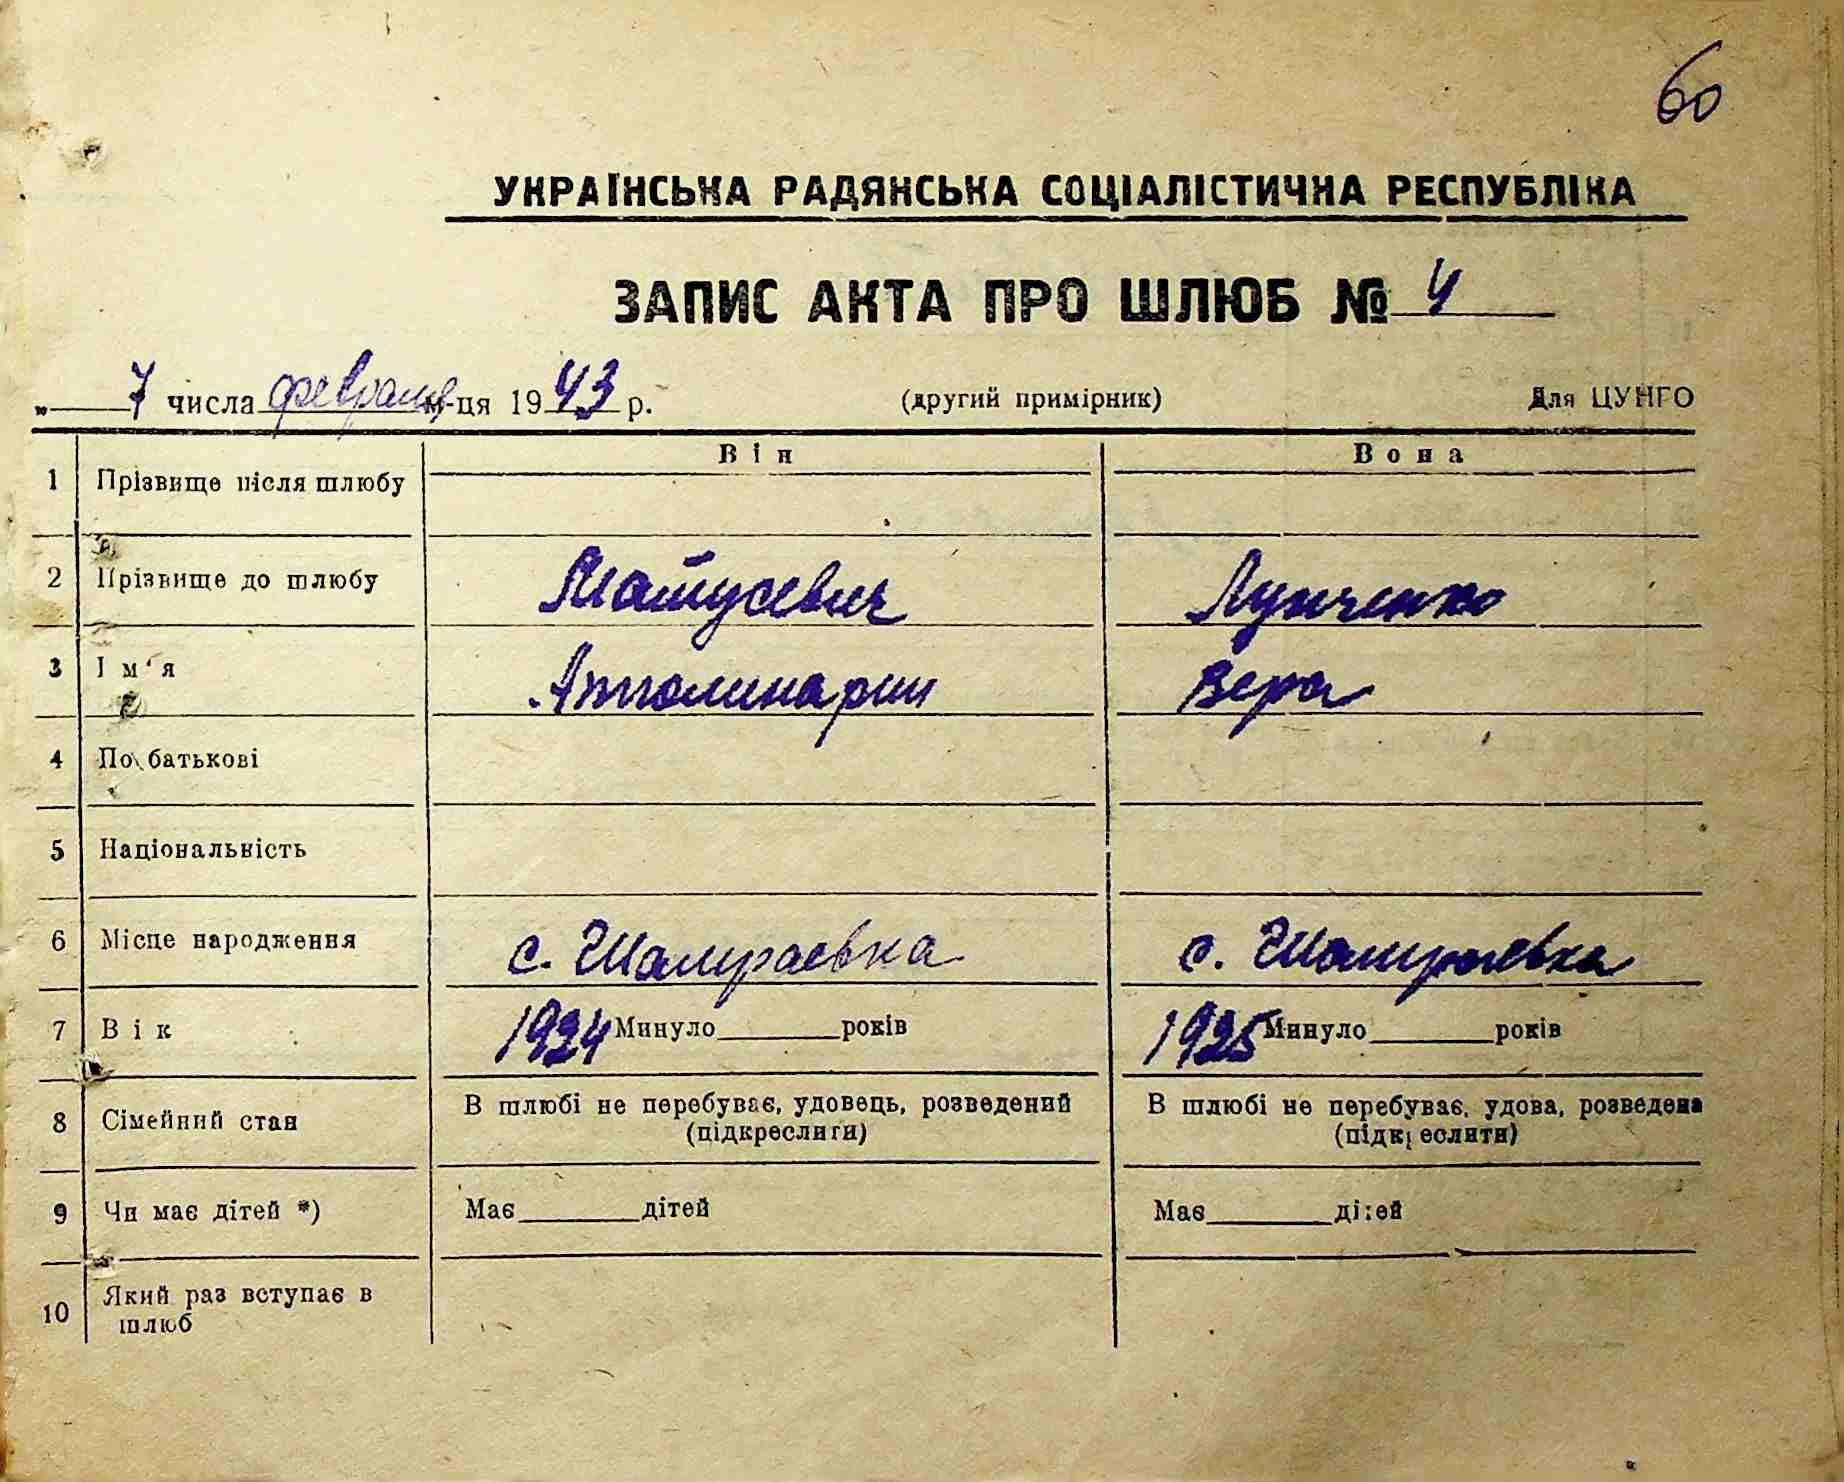 60
УКРАЇНСЬКА РАДЯНСЬКА СОЦІАЛІСТИЧНА РЕСПУБЛІКА
ЗАПИС АКТА ПРО ШЛЮБ № 4
„ 7 числа февраля м-ця 1943 р. (другий примірник) Для ЦУНГО
Він Вона
1 Прізвище після шлюбу
2 Прізвище до шлюбу Матусевич Лунченко
3 Ім'я Апполинарии Вера
4 По батькові
5 Національність
6 Місце народження с. Шамраевка с. Шамраевка
7 Вік 1924 Минуло років 1925 Минуло років
8 Сімейний стан В шлюбі не перебуває, удовець, розведений В шлюбі не перебуває, удова, розведена
(підкреслити) (підкреслити)
9 Чи має дітей *) Має дітей Має дітей
10 Який раз вступає в
шлюб